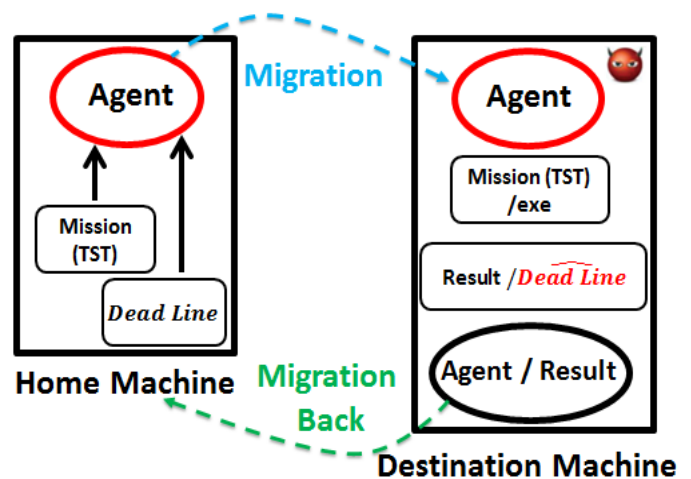 Agent
Mission
(TST)
Dead Line
Home Machine
Migration
Migration
Back
Agent
Mission (TST)
/exe
Result /Dead Line
Agent / Result
Destination Machine